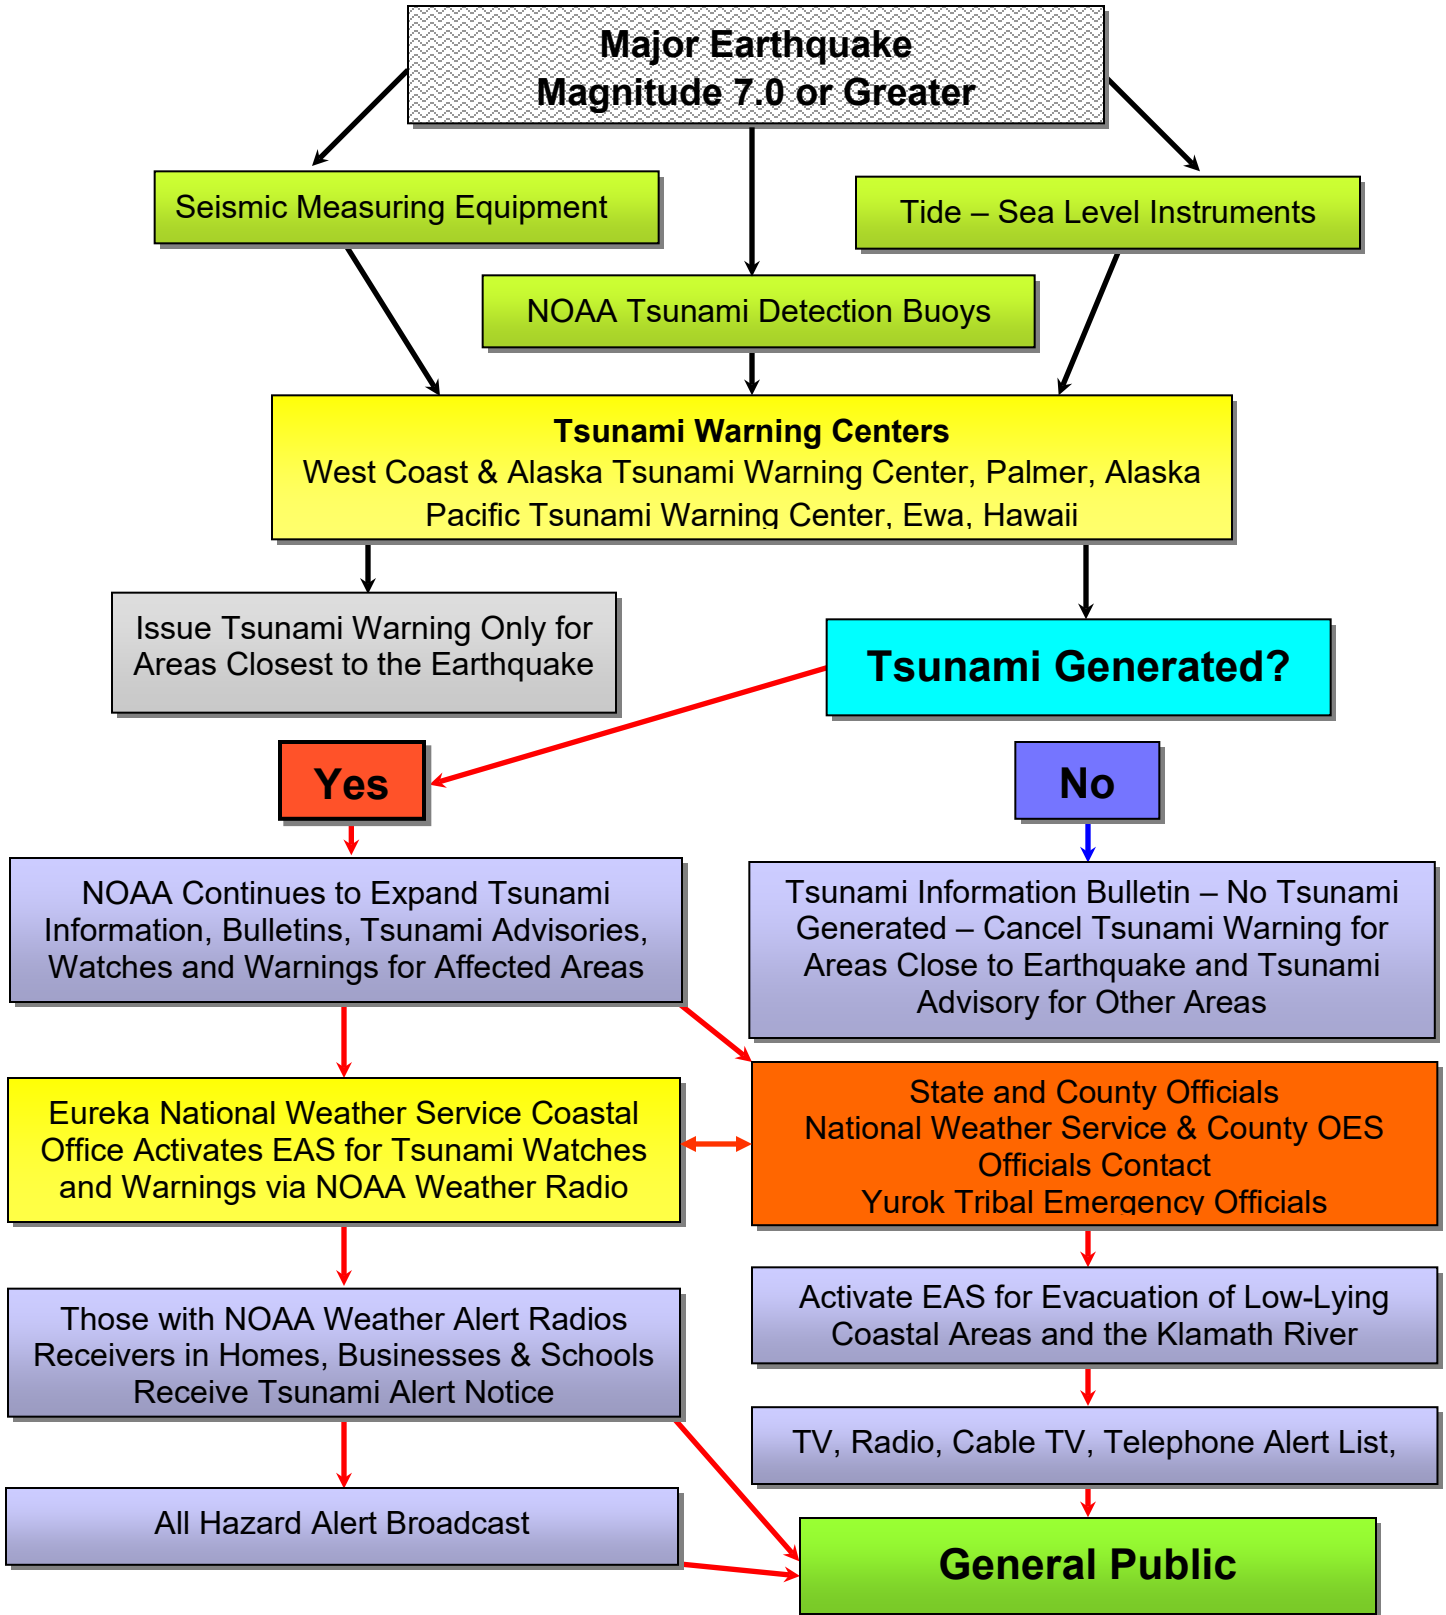 Major Earthquake
Magnitude 7.0 or Greater
Seismic Measuring Equipment
Tide – Sea Level Instruments
NOAA Tsunami Detection Buoys
Tsunami Warning Centers
West Coast & Alaska Tsunami Warning Center, Palmer, Alaska
Pacific Tsunami Warning Center, Ewa, Hawaii
Issue Tsunami Warning Only for
Areas Closest to the Earthquake
Tsunami Generated?
Yes
No
NOAA Continues to Expand Tsunami
Information, Bulletins, Tsunami Advisories,
Watches and Warnings for Affected Areas
Tsunami Information Bulletin – No Tsunami
Generated – Cancel Tsunami Warning for
Areas Close to Earthquake and Tsunami
Advisory for Other Areas
Eureka National Weather Service Coastal
Office Activates EAS for Tsunami Watches
and Warnings via NOAA Weather Radio
State and County Officials
National Weather Service & County OES
Officials Contact
Yurok Tribal Emergency Officials
Those with NOAA Weather Alert Radios
Receivers in Homes, Businesses & Schools
Receive Tsunami Alert Notice
Activate EAS for Evacuation of Low-Lying
Coastal Areas and the Klamath River
TV, Radio, Cable TV, Telephone Alert List,
All Hazard Alert Broadcast
General Public